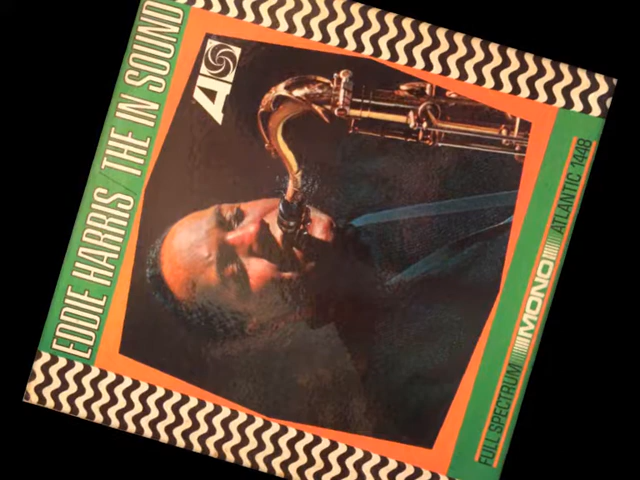 EDDIE HARRIS/THE IN SOUND
A
FULL SPECTRUM MONO ATLANTIC 1448